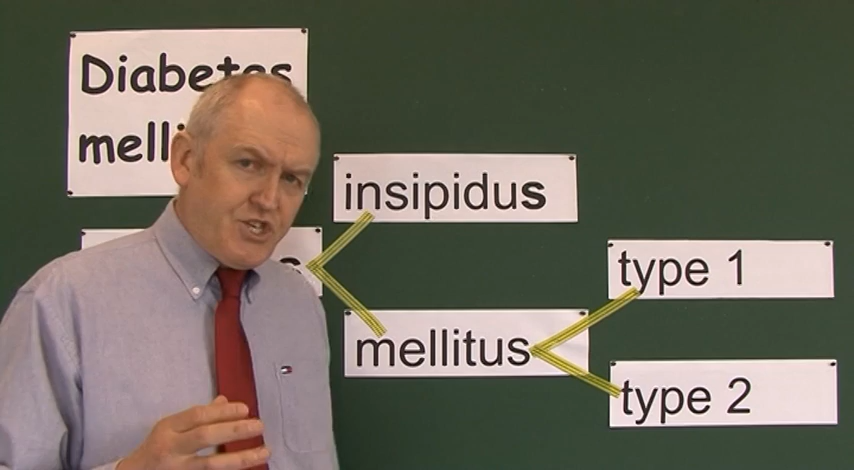 Diabetes
insipidus
type 1
mellitus
type 2